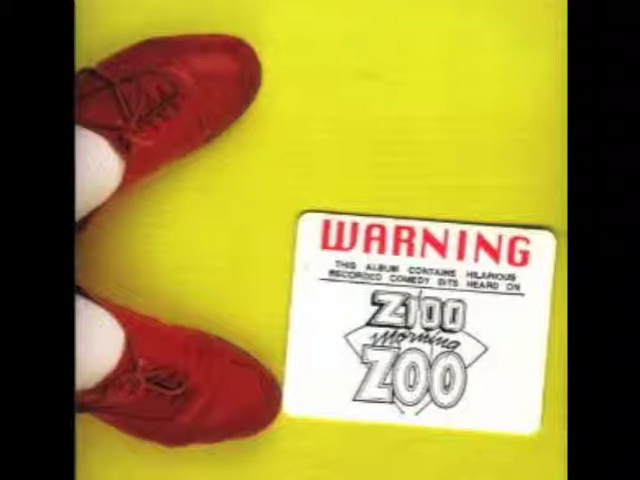 WARNING
THIS ALBUM CONTAINS HILARIOUS
RECORDED COMEDY BITS HEARD ON
Z100
Morning
ZOO